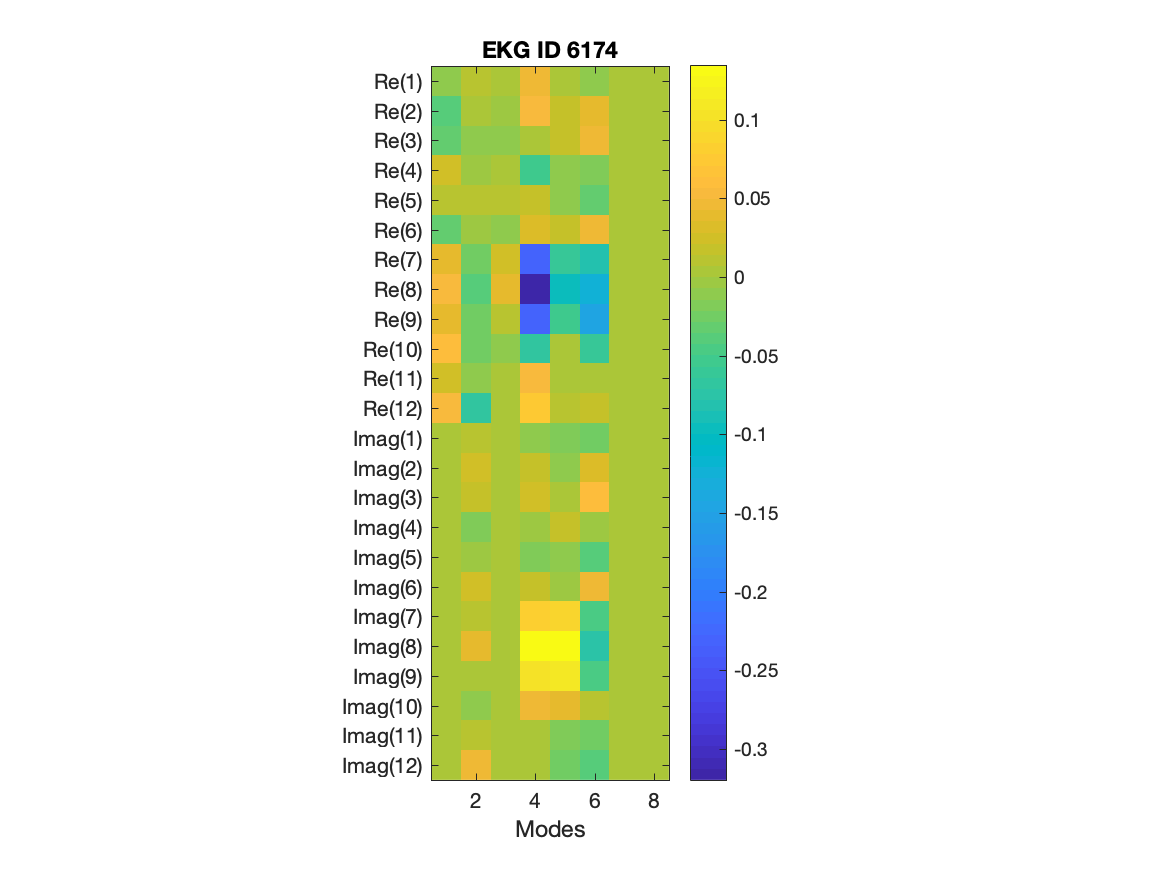 EKG ID 6174
Re(1)
Re(2)
Re(3)
Re(4)
Re(5)
Re(6)
Re(7)
Re(8)
Re(9)
Re(10)
Re(11)
Re(12)
Imag(1)
Imag(2)
Imag(3)
Imag(4)
Imag(5)
Imag(6)
Imag(7)
Imag(8)
Imag(9)
Imag(10)
Imag(11)
Imag(12)
2 4 6 8
Modes
0.1
0.05
0
-0.05
-0.1
-0.15
-0.2
-0.25
-0.3